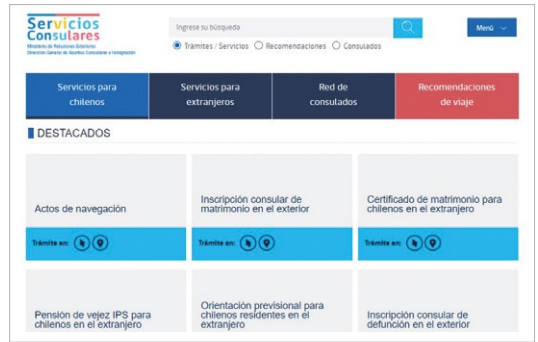 Servicios
Consulares
Ministerio de Relaciones Exteriores
Dirección General de Asuntos Consulares e Inmigración
Ingrese su búsqueda
Menú
Trámites / Servicios
Recomendaciones
Consulados
Servicios para
chilenos
Servicios para
extranjeros
Red de
consulados
Recomendaciones
de viaje
DESTACADOS
Actos de navegación
Inscripción consular de
matrimonio en el exterior
Certificado de matrimonio para
chilenos en el extranjero
Trámite en:
Trámite en:
Trámite en:
Pensión de vejez IPS para
chilenos en el extranjero
Orientación previsional para
chilenos residentes en el
extranjero
Inscripción consular de
defunción en el exterior